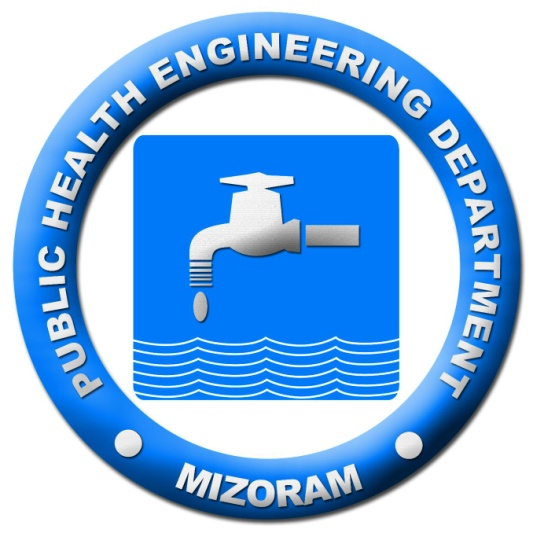 PUBLIC HEALTH ENGINEERING DEPARTMENT
MIZORAM